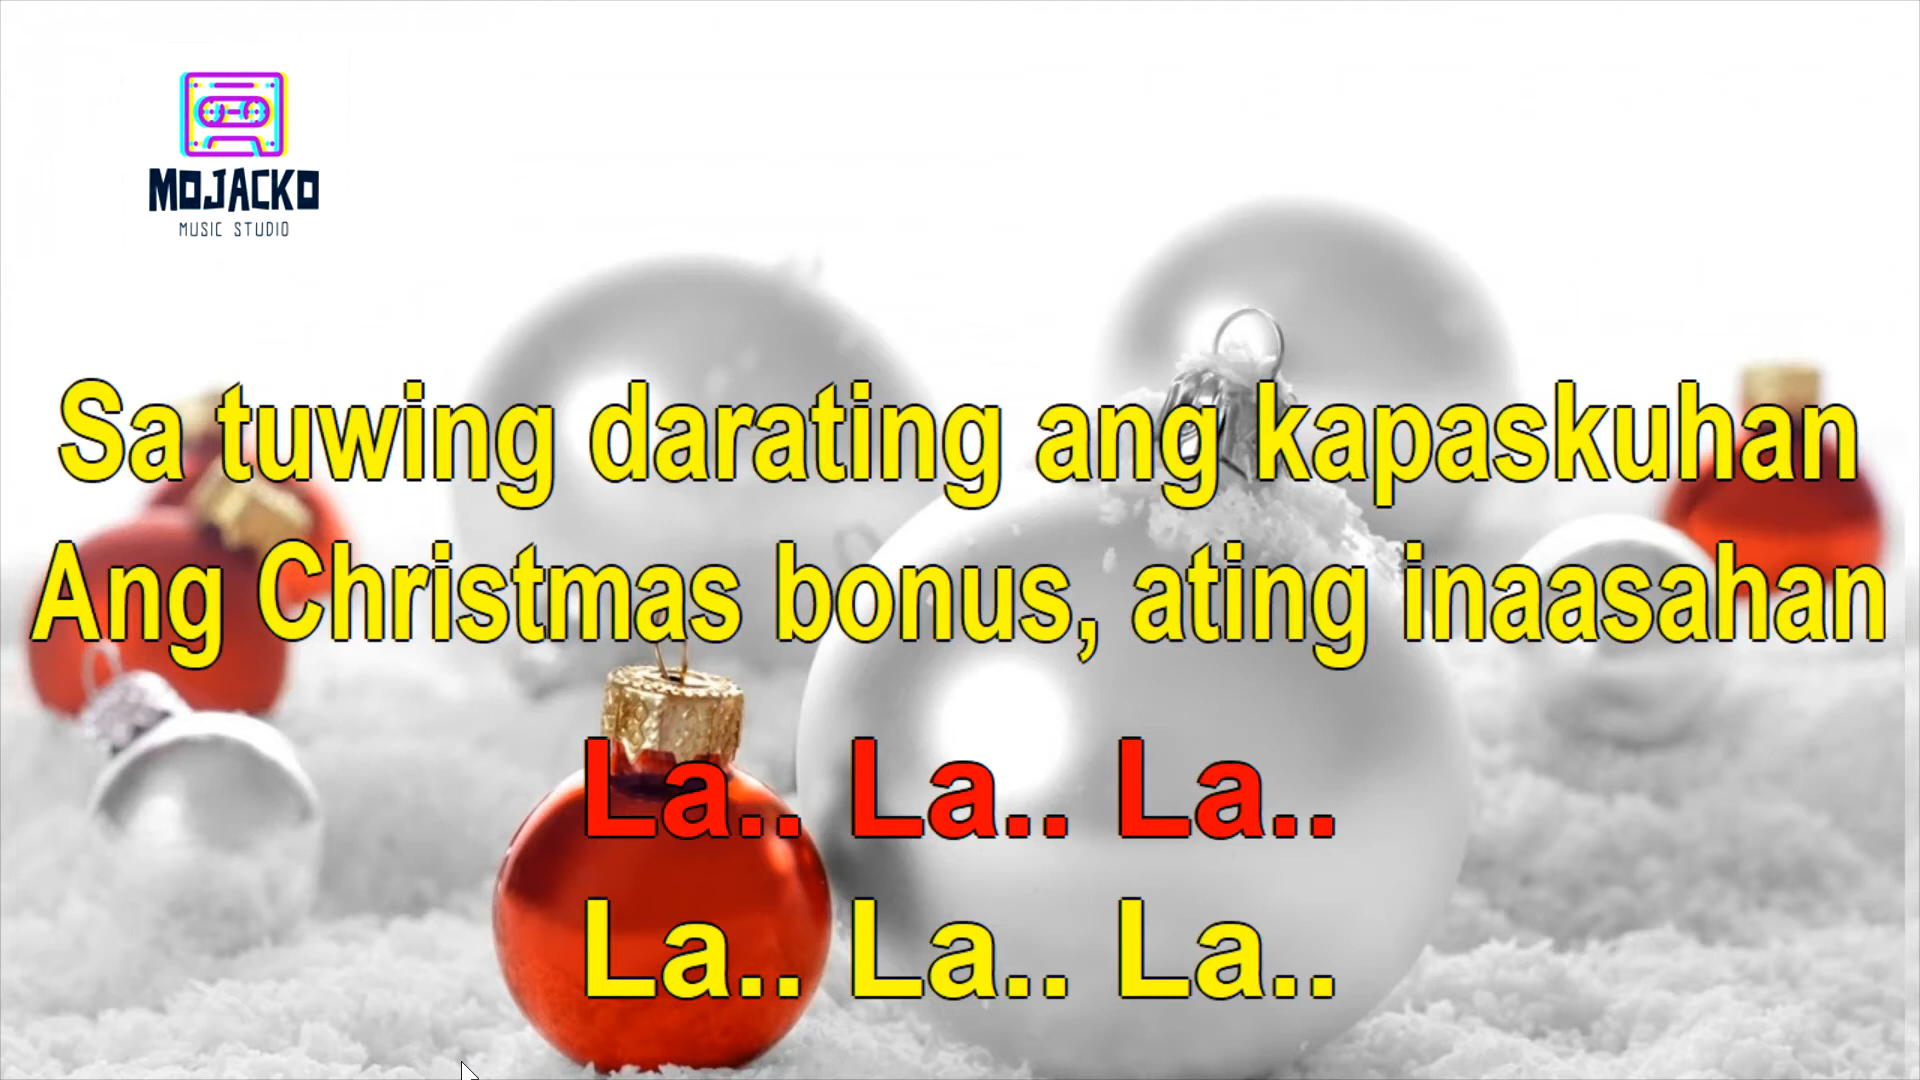 MOJACKO
MUSIC STUDIO
Sa tuwing darating ang kapaskuhan
Ang Christmas bonus, ating inaasahan
La.. La.. La..
La.. La.. La..